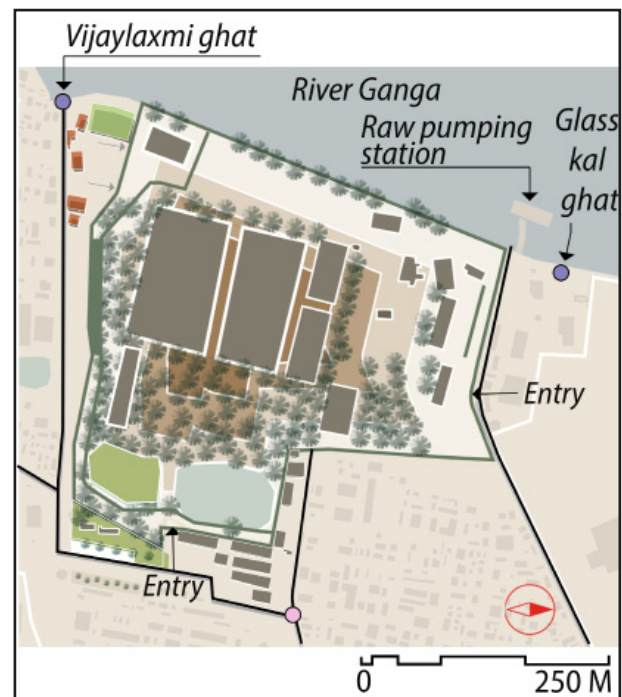 Vijaylaxmi ghat
River Ganga
Raw pumping
station
Glass
kal
ghat
Entry
Entry
0 250 M